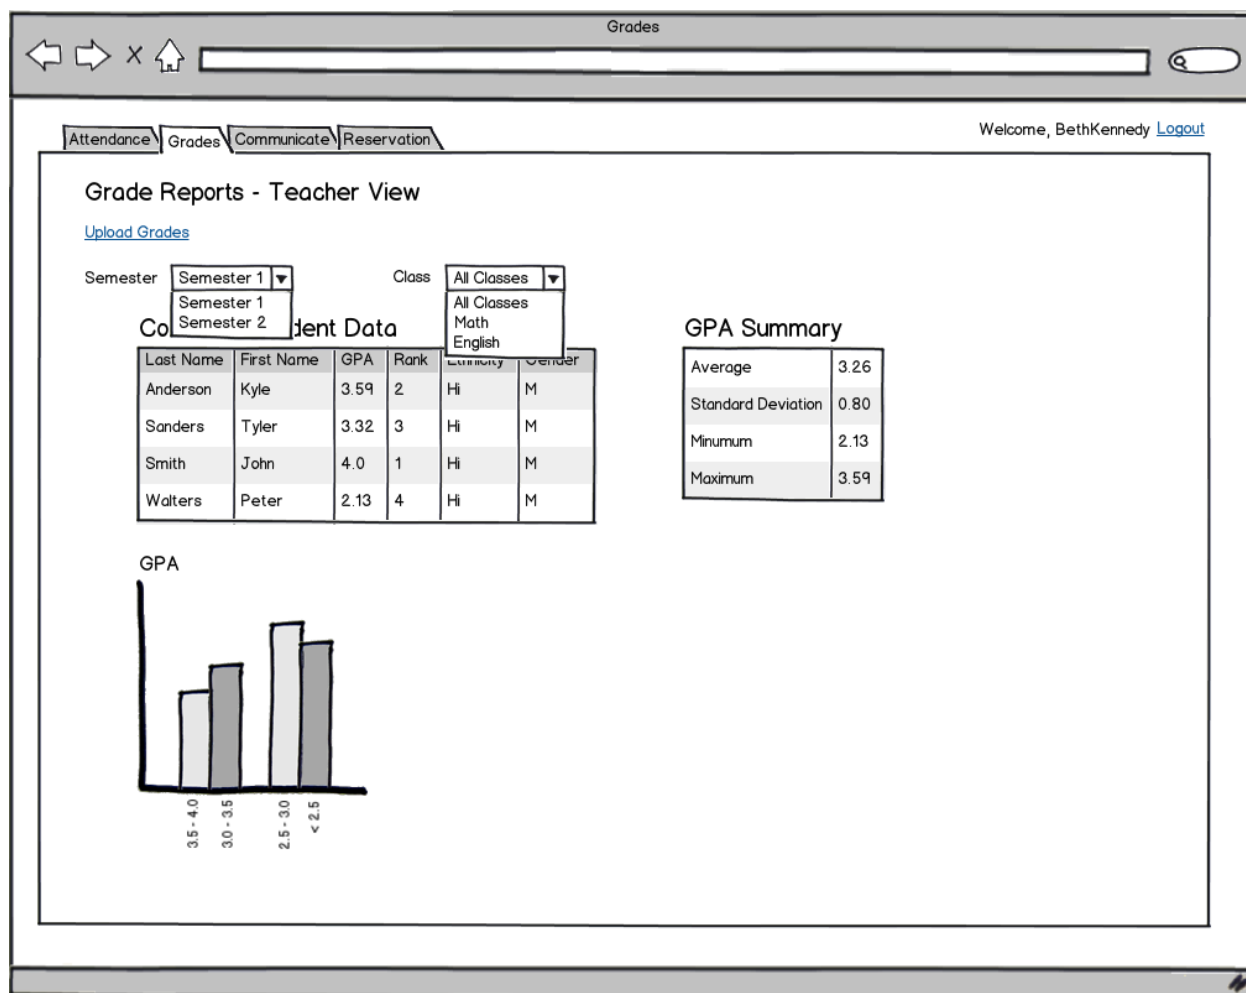 Grades
Attendance Grades Communicate Reservation
Welcome, BethKennedy Logout
Grade Reports - Teacher View
Upload Grades
Semester Semester 1 Class All Classes
Semester 1 All Classes
Semester 2 Math
English
Data
GPA Summary
Last Name First Name GPA Rank Ethnicity Gender
Anderson Kyle 3.59 2 Hi M
Sanders Tyler 3.32 3 Hi M
Smith John 4.0 1 Hi M
Walters Peter 2.13 4 Hi M
Average 3.26
Standard Deviation 0.80
Minumum 2.13
Maximum 3.59
GPA
3.5 - 4.0
3.0 - 3.5
2.5 - 3.0
< 2.5